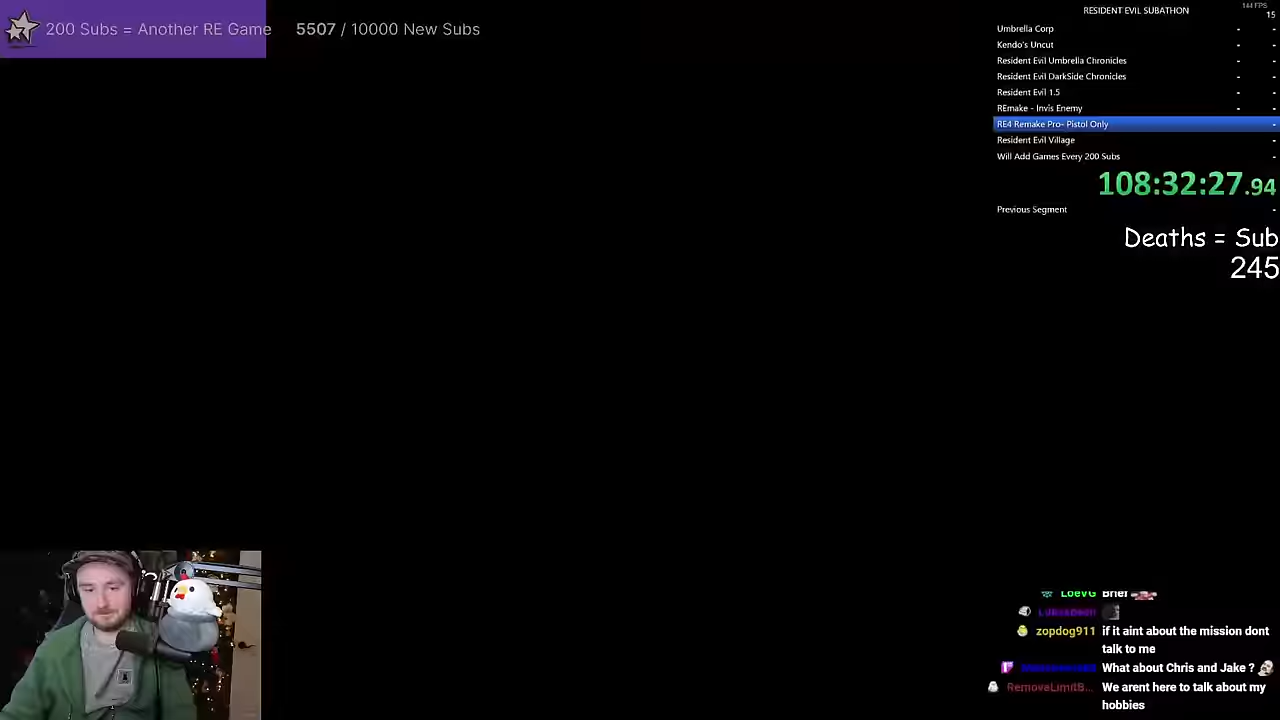 200 Subs = Another RE Game 5507 / 10000 New Subs
144 FPS
RESIDENT EVIL SUBATHON
15
Umbrella Corp - -
Kendo's Uncut - -
Resident Evil Umbrella Chronicles - -
Resident Evil DarkSide Chronicles - -
Resident Evil 1.5 - -
REmake - Invis Enemy - -
RE4 Remake Pro- Pistol Only -
Resident Evil Village -
Will Add Games Every 200 Subs -
108:32:27.94
Previous Segment -
Deaths = Sub
245
LoeVG Brief
zopdog911 if it aint about the mission dont
talk to me
What about Chris and Jake ?
RemovaLimitB... We arent here to talk about my
hobbies